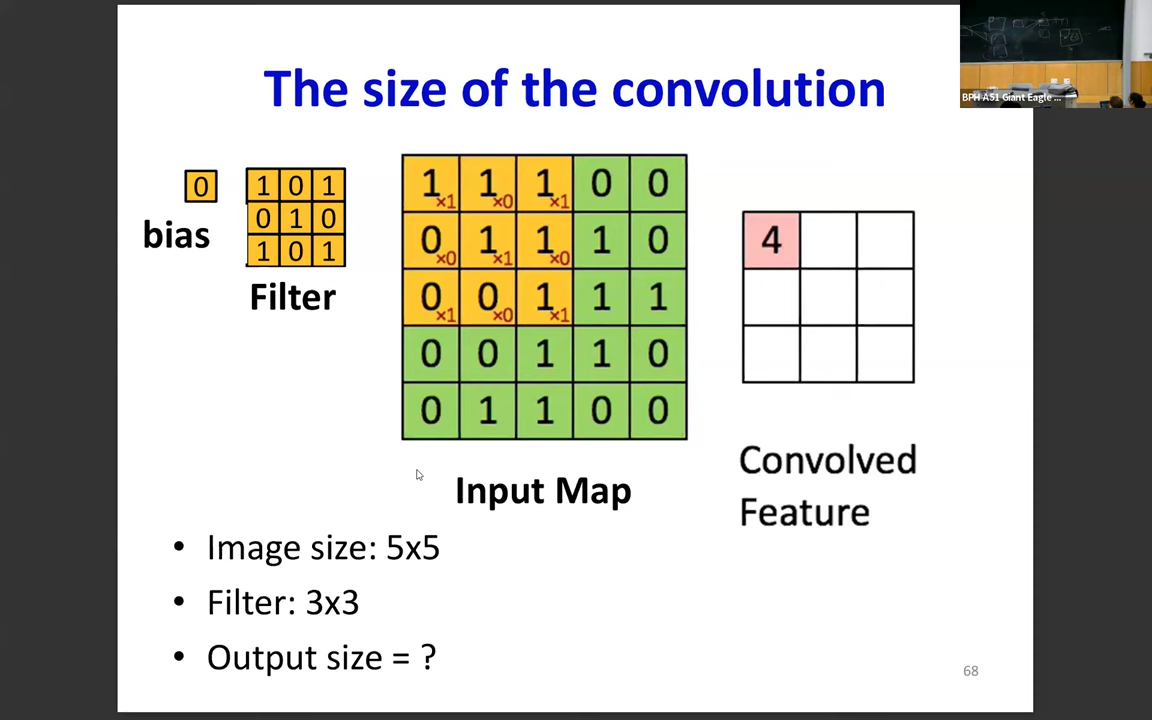 The size of the convolution
BPH A51 Giant Eagle ...
0
bias
1 0 1
0 1 0
1 0 1
Filter
1×1 1×0 1×1 0 0
0×0 1×1 1×0 1 0
0×1 0×0 1×1 1 1
0 0 1 1 0
0 1 1 0 0
Input Map
4
Convolved
Feature
• Image size: 5x5
• Filter: 3x3
• Output size = ?
68